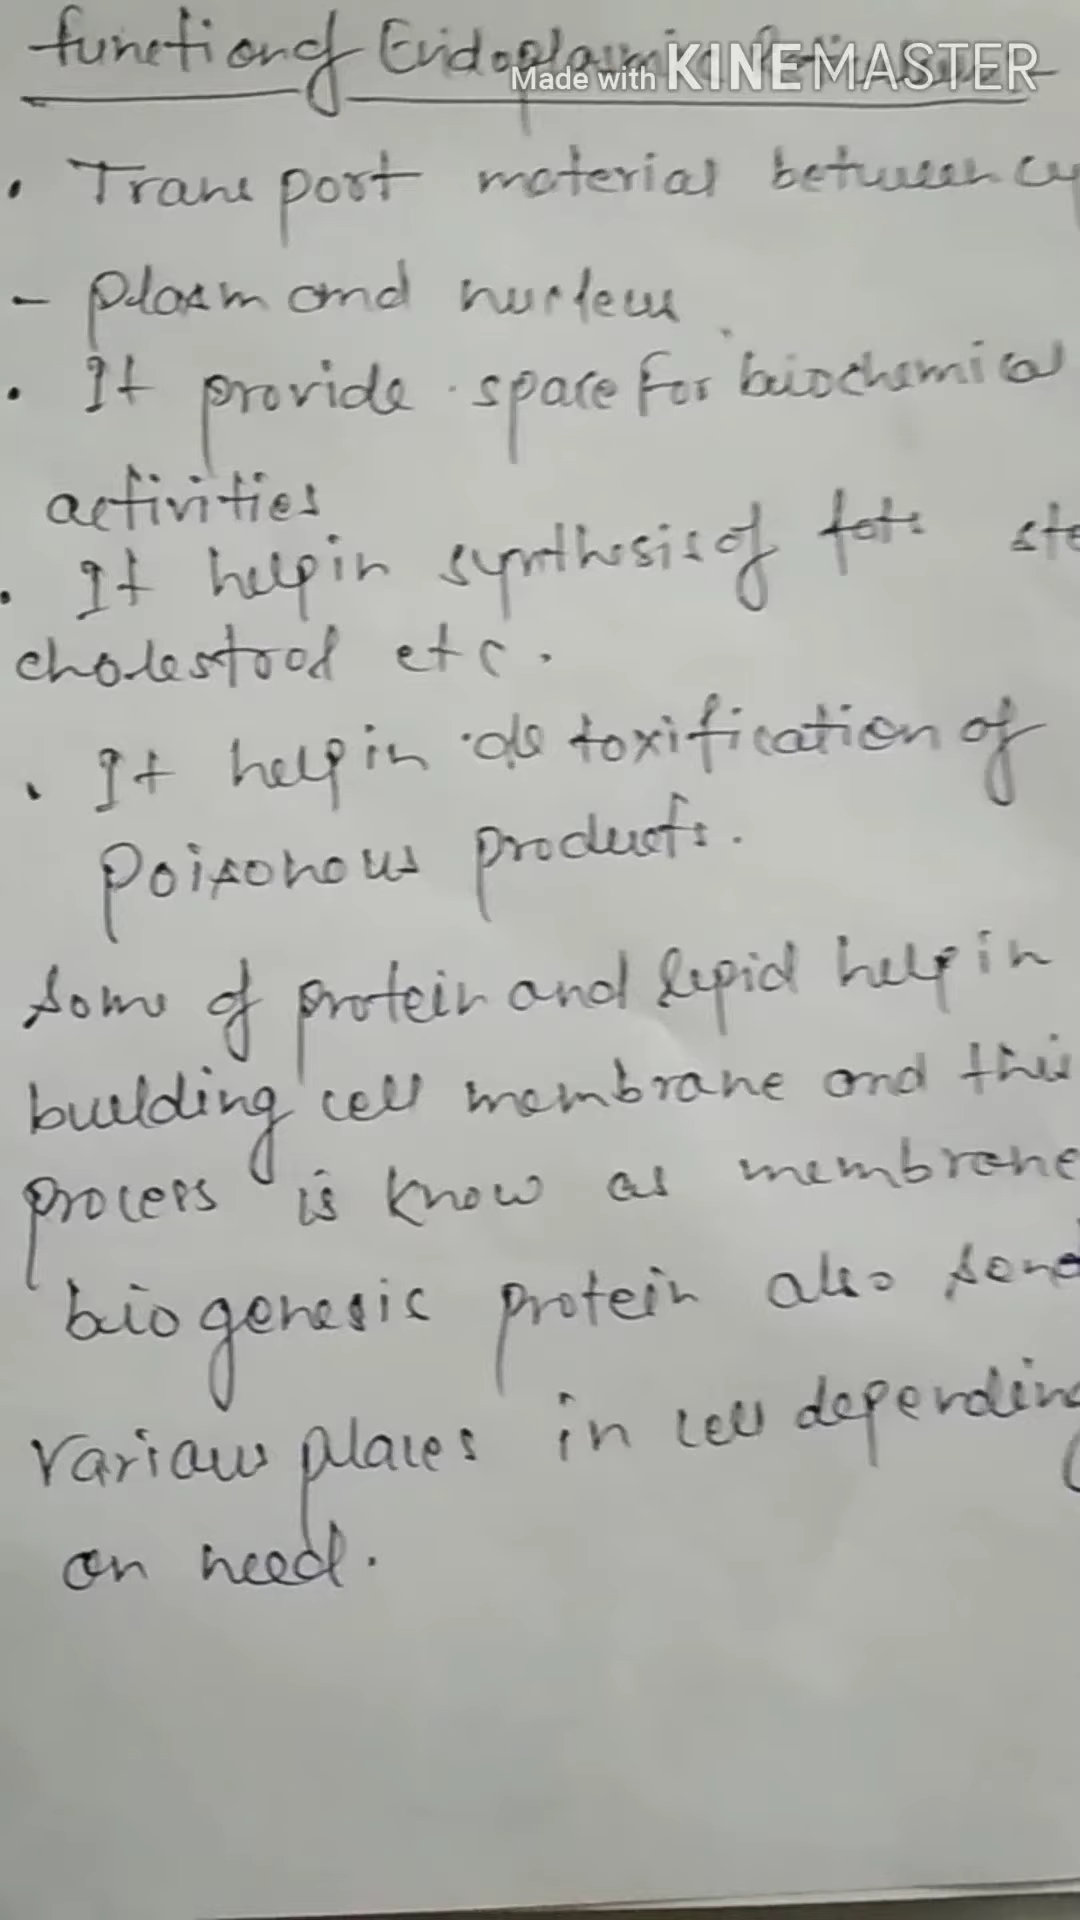 function of Endoplasmic
Made with KINEMASTER
• Transport material between cy
- plasm and nucleus
• It provide space for biochemical
activities
• It help in synthesis of fats ste
cholestrool etc.
• It help in de toxification of
Poisonous products.
Some of protein and lipid help in
building cell membrane and this
process is know as membrane
biogenesis protein also send
various places in cell depending
on need.